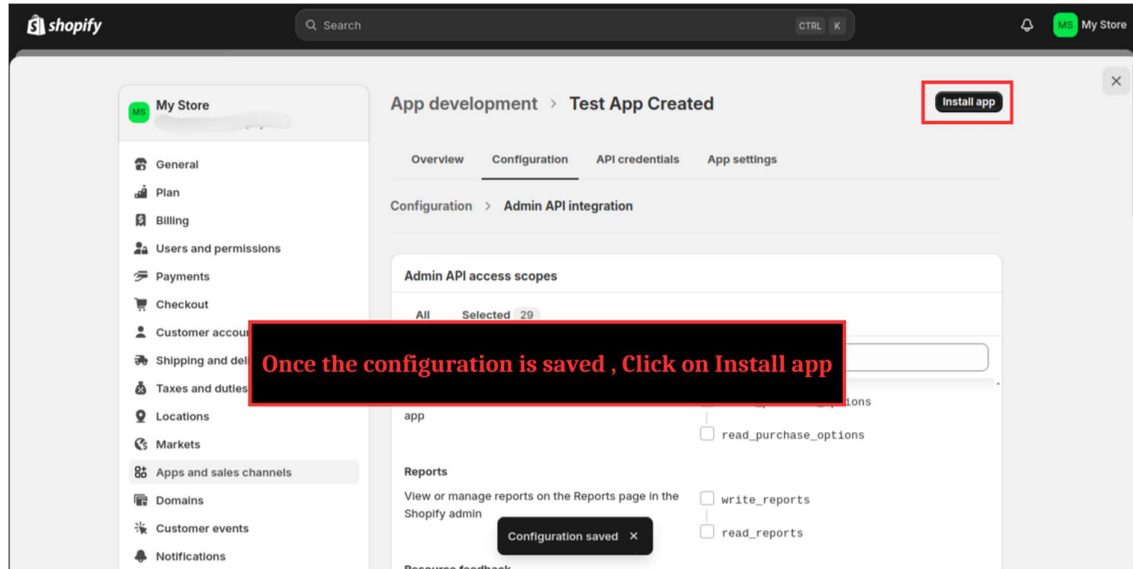 shopify
Search
CTRL K
MS My Store
MS My Store
App development > Test App Created
Install app
General
Plan
Billing
Users and permissions
Payments
Checkout
Customer accou
Shipping and del
Taxes and duties
Locations
Markets
Apps and sales channels
Domains
Customer events
Notifications
Overview Configuration API credentials App settings
Configuration > Admin API integration
Admin API access scopes
All Selected 29
Once the configuration is saved , Click on Install app
app
read_purchase_options
Reports
View or manage reports on the Reports page in the
Shopify admin
write_reports
read_reports
Configuration saved ×
Resource feedback